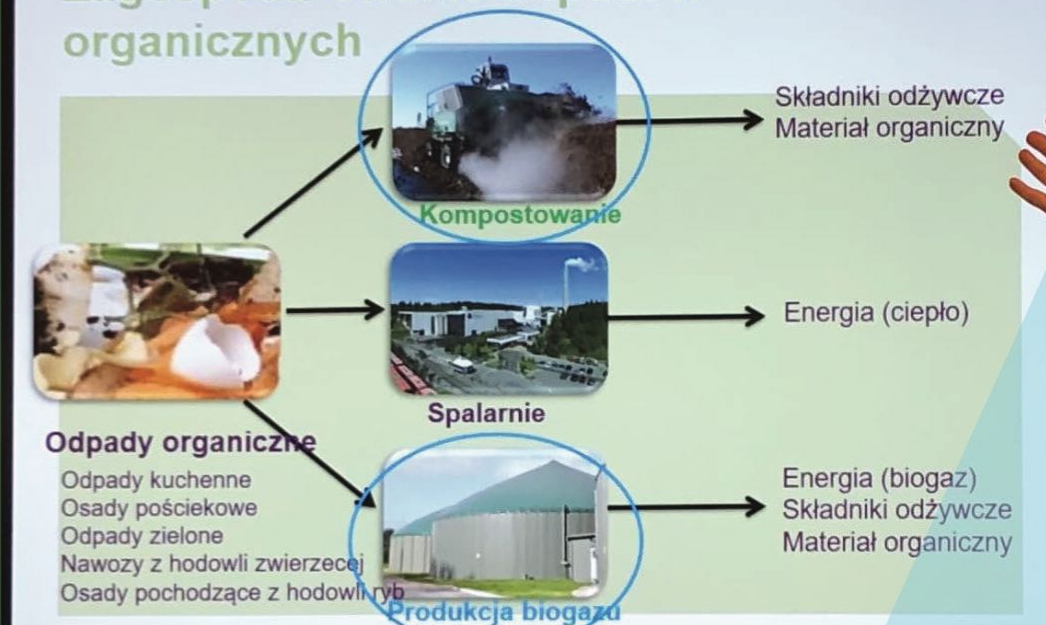 organicznych
Składniki odżywcze
Materiał organiczny
Kompostowanie
Energia (ciepło)
Spalarnie
Odpady organiczne
Odpady kuchenne
Osady pościekowe
Odpady zielone
Nawozy z hodowli zwierzecej
Osady pochodzące z hodowli ryb
Energia (biogaz)
Składniki odżywcze
Materiał organiczny
Produkcja biogazu